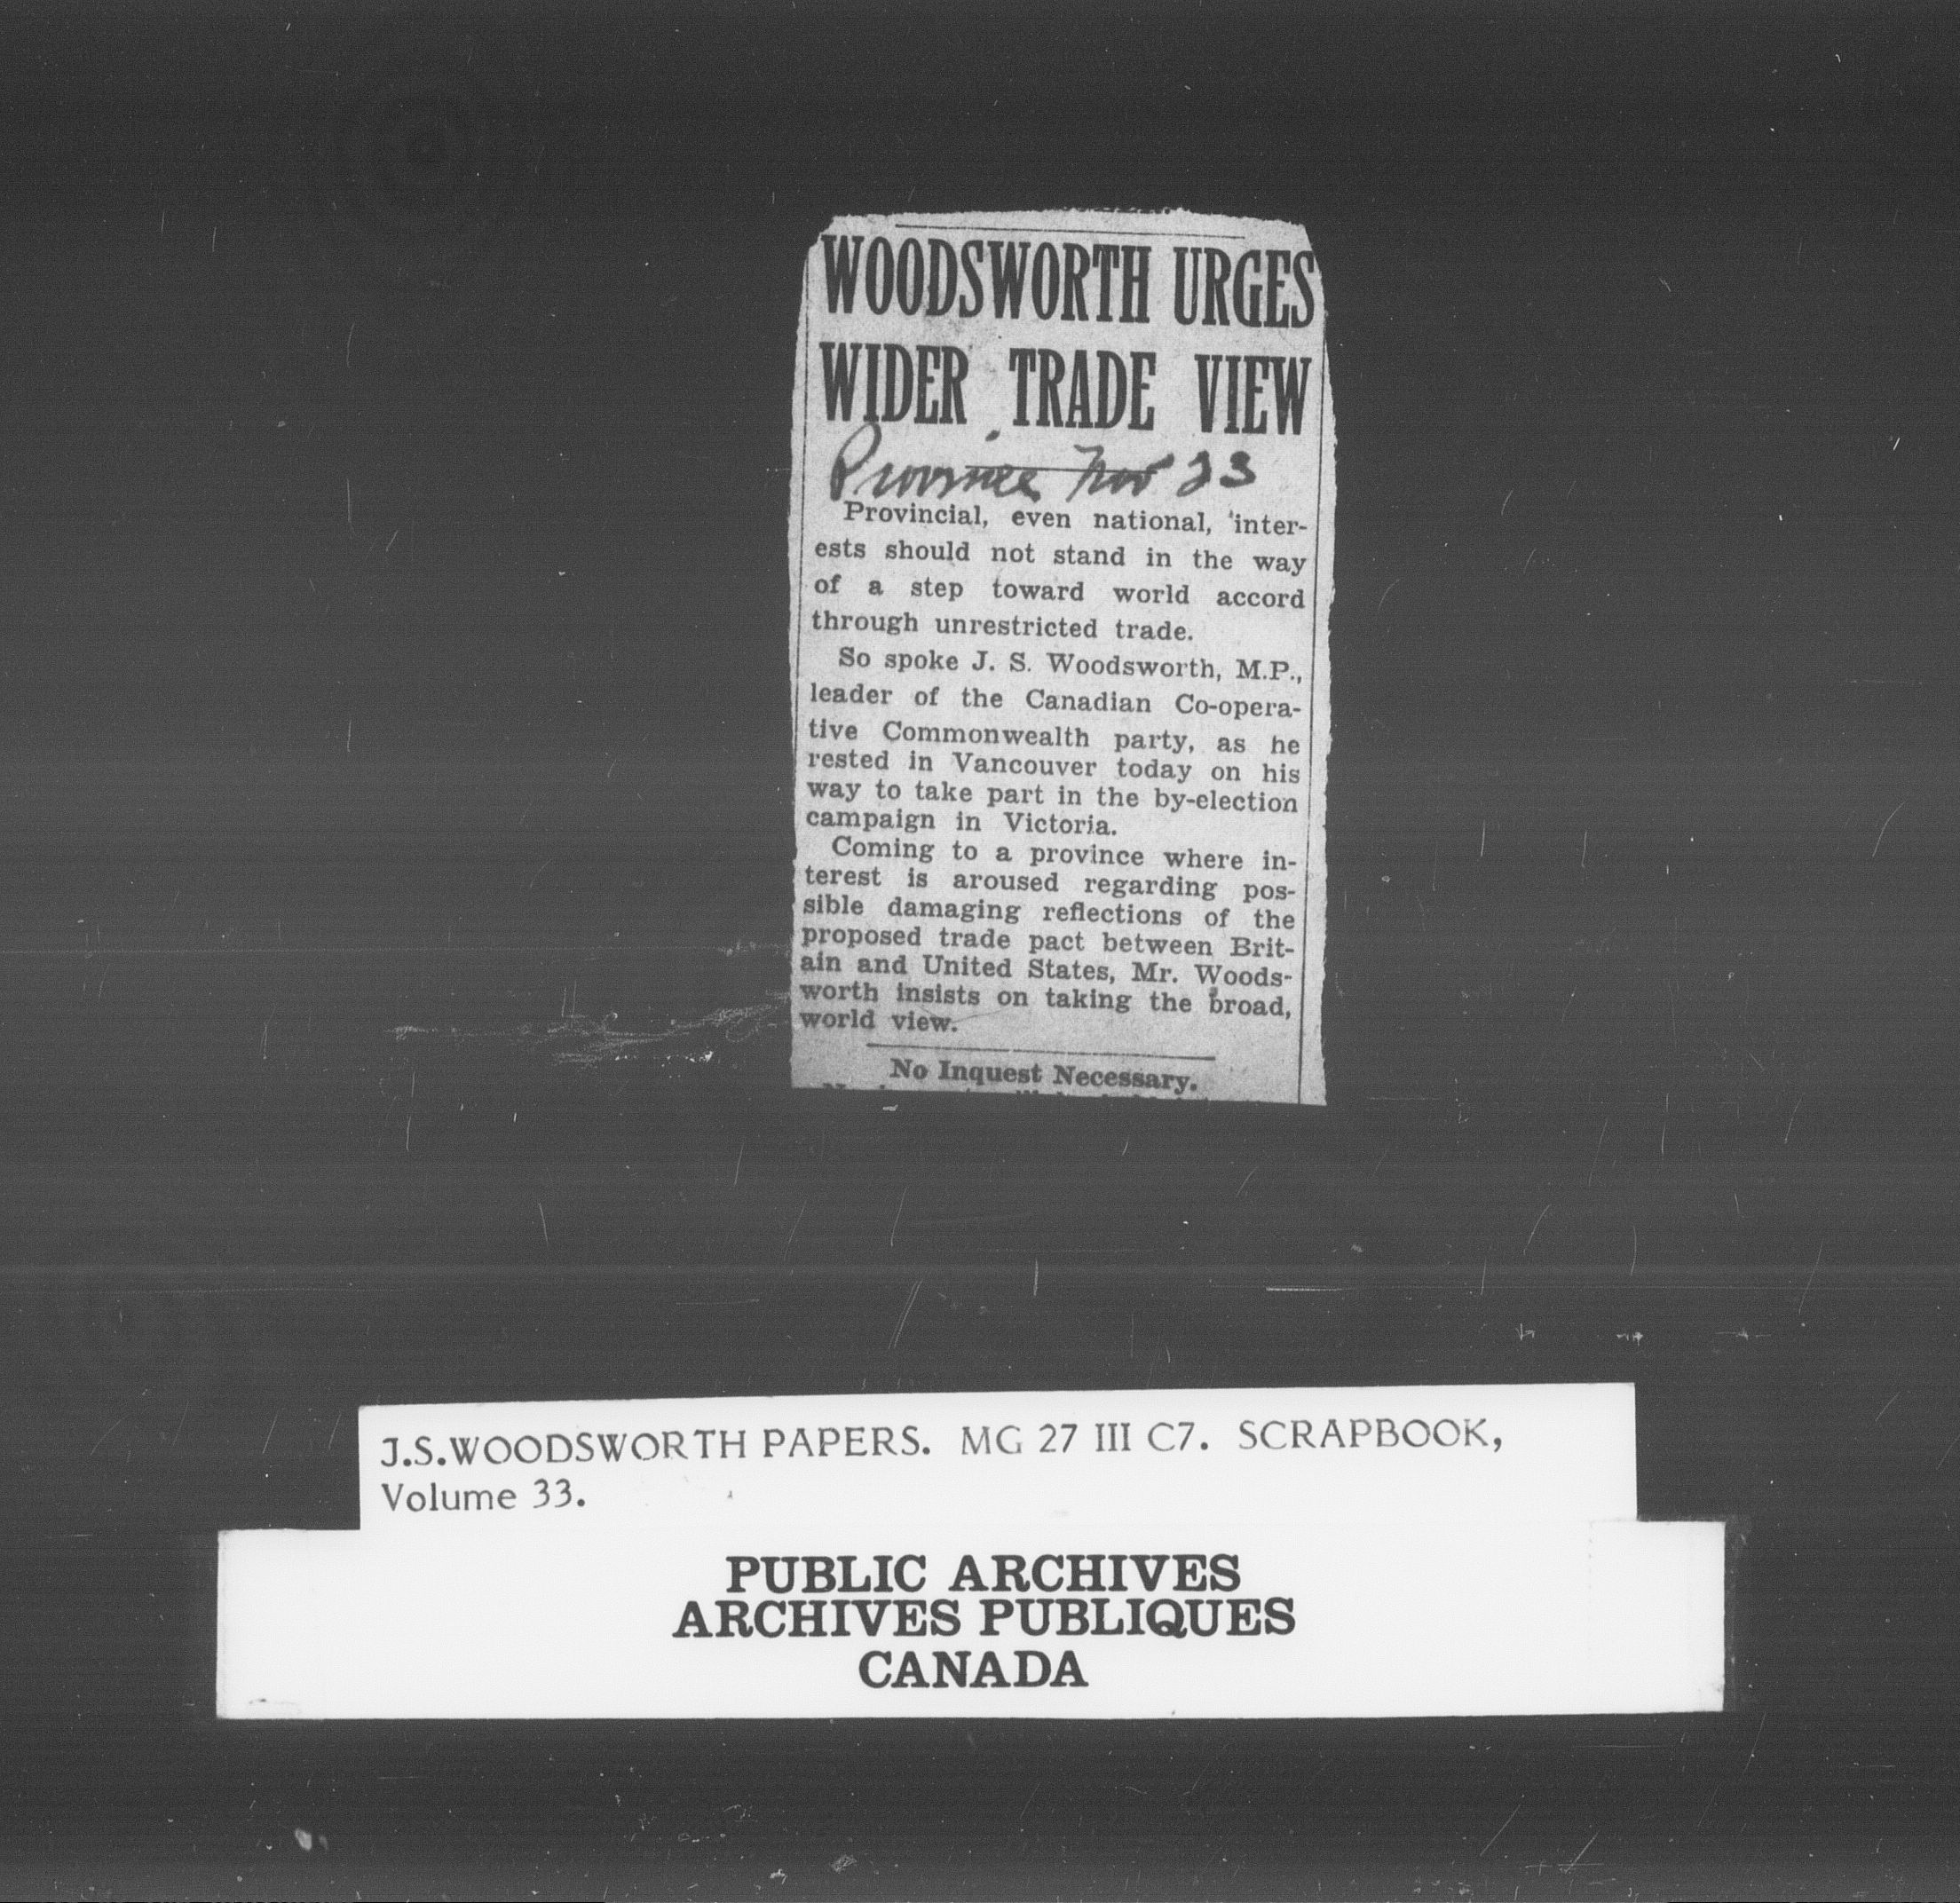 WOODSWORTH URGES
WIDER TRADE VIEW
Province Nov 23
Provincial, even national, inter-
ests should not stand in the way
of a step toward world accord
through unrestricted trade.
So spoke J. S. Woodsworth, M.P.,
leader of the Canadian Co-opera-
tive Commonwealth party, as he
rested in Vancouver today on his
way to take part in the by-election
campaign in Victoria.
Coming to a province where in-
terest is aroused regarding pos-
sible damaging reflections of the
proposed trade pact between Brit-
ain and United States, Mr. Woods-
worth insists on taking the broad,
world view.
No Inquest Necessary.
J.S.WOODSWORTH PAPERS. MG 27 III C7. SCRAPBOOK,
Volume 33.
PUBLIC ARCHIVES
ARCHIVES PUBLIQUES
CANADA